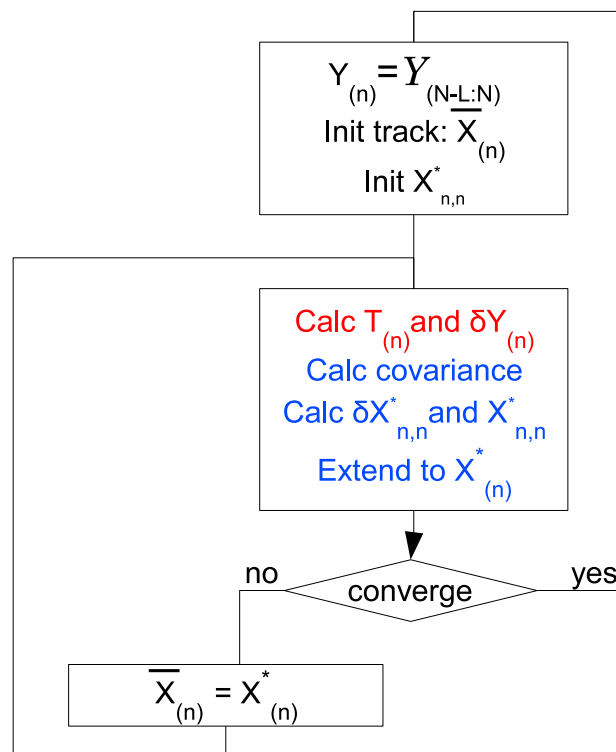 Y(n)=Y(N-L:N)
Init track: X̅(n)
Init X*n,n
Calc T(n) and δY(n)
Calc covariance
Calc δX*n,n and X*n,n
Extend to X*(n)
no
converge
yes
X̅(n) = X*(n)